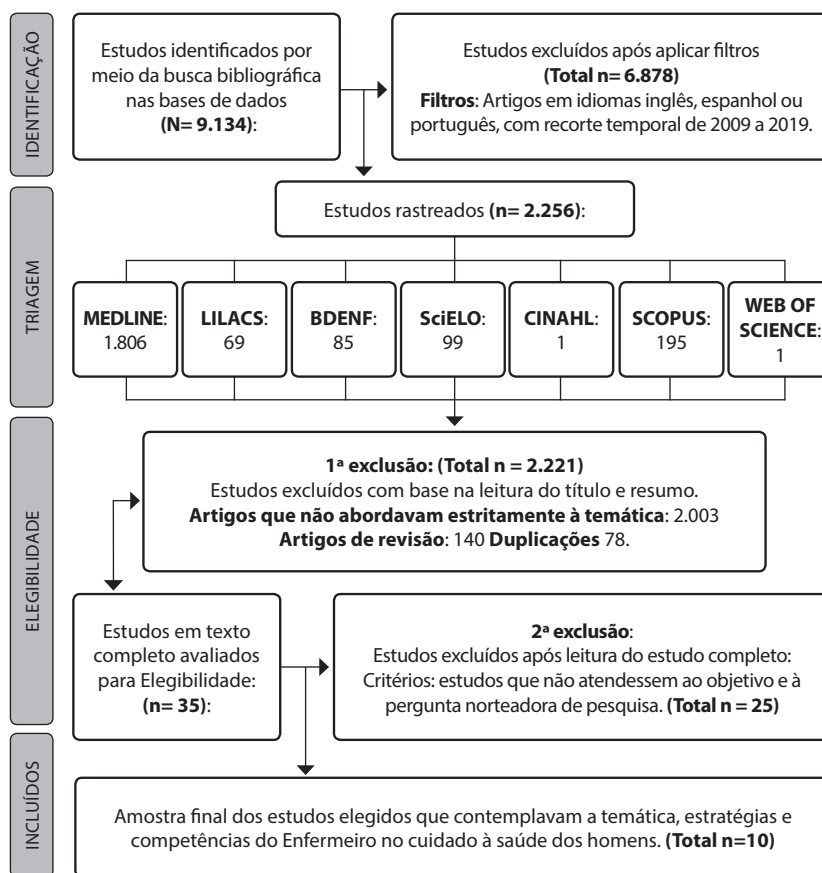 IDENTIFICAÇÃO
Estudos identificados por
meio da busca bibliográfica
nas bases de dados
(N= 9.134):
Estudos excluídos após aplicar filtros
(Total n= 6.878)
Filtros: Artigos em idiomas inglês, espanhol ou
português, com recorte temporal de 2009 a 2019.
TRIAGEM
Estudos rastreados (n= 2.256):
MEDLINE:
1.806
LILACS:
69
BDENF:
85
SciELO:
99
CINAHL:
1
SCOPUS:
195
WEB OF
SCIENCE:
1
ELEGIBILIDADE
1ª exclusão: (Total n = 2.221)
Estudos excluídos com base na leitura do título e resumo.
Artigos que não abordavam estritamente à temática: 2.003
Artigos de revisão: 140 Duplicações 78.
Estudos em texto
completo avaliados
para Elegibilidade:
(n= 35):
2ª exclusão:
Estudos excluídos após leitura do estudo completo:
Critérios: estudos que não atendessem ao objetivo e à
pergunta norteadora de pesquisa. (Total n = 25)
INCLUÍDOS
Amostra final dos estudos elegidos que contemplavam a temática, estratégias e
competências do Enfermeiro no cuidado à saúde dos homens. (Total n=10)